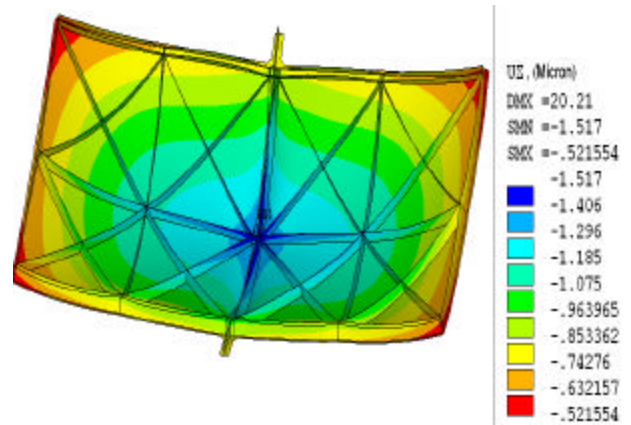 UZ, (Micron)
DMX =20.21
SMN =-1.517
SMX =-.521554
-1.517
-1.406
-1.296
-1.185
-1.075
-.963965
-.853362
-.74276
-.632157
-.521554